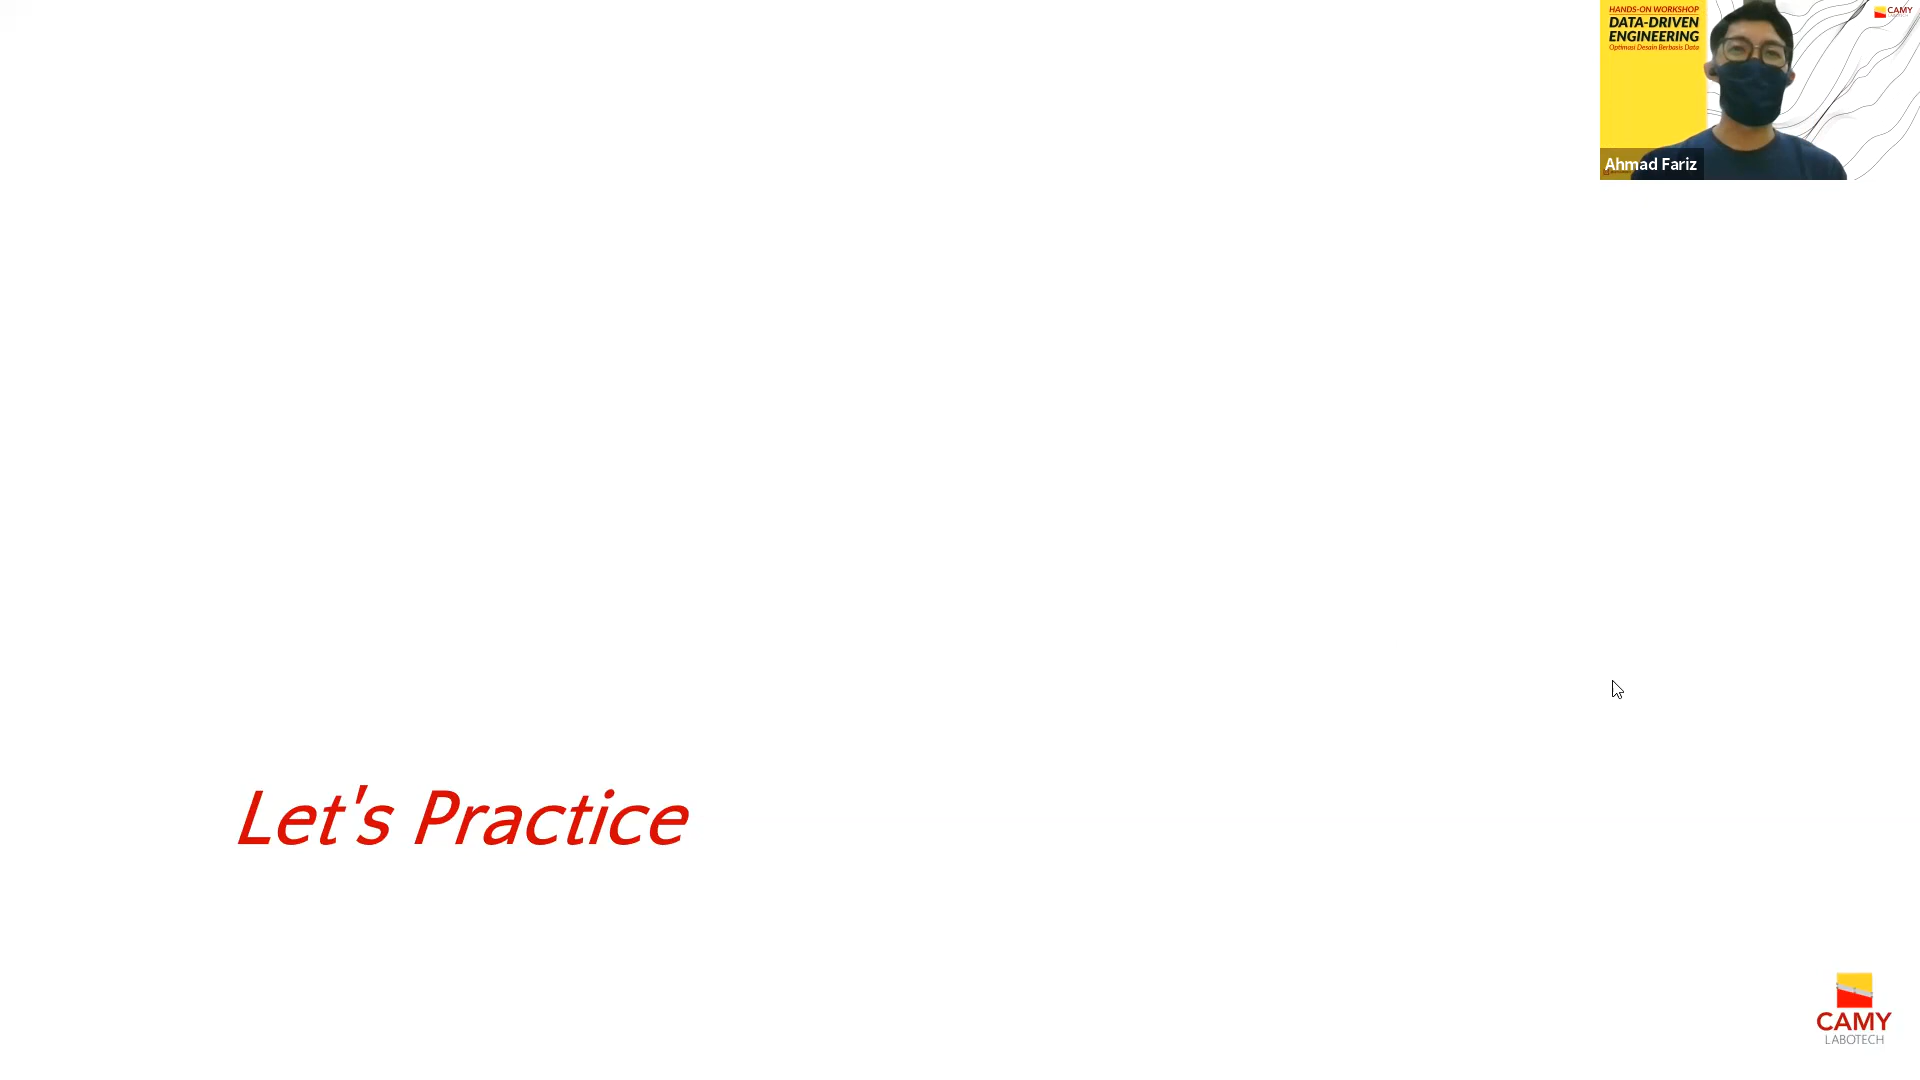 HANDS-ON WORKSHOP
DATA-DRIVEN
ENGINEERING
Optimasi Desain Berbasis Data
CAMY
Ahmad Fariz
Let's Practice
CAMY
LABOTECH